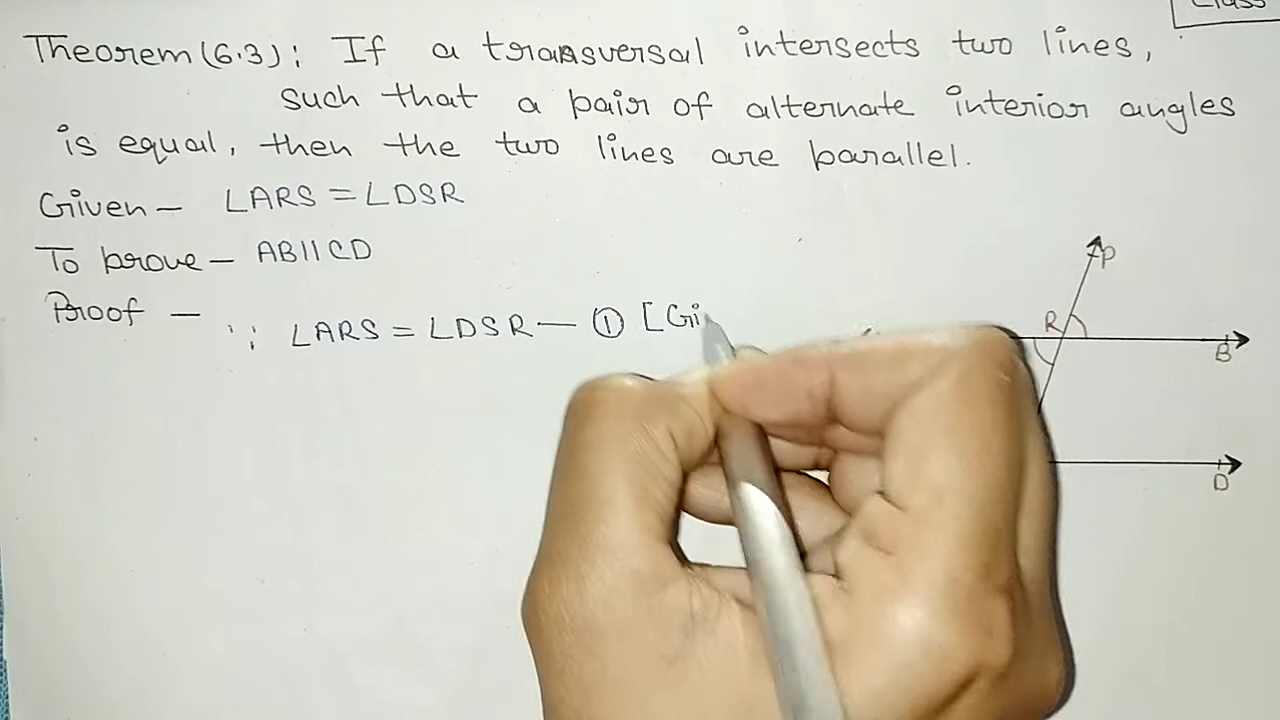 Class
Theorem (6.3): If a transversal intersects two lines,
such that a pair of alternate interior angles
is equal, then the two lines are parallel.
Given - ∠ARS = ∠DSR
To prove - AB||CD
Proof -
∵ ∠ARS = ∠DSR - ① [Gi
P
R
B
D